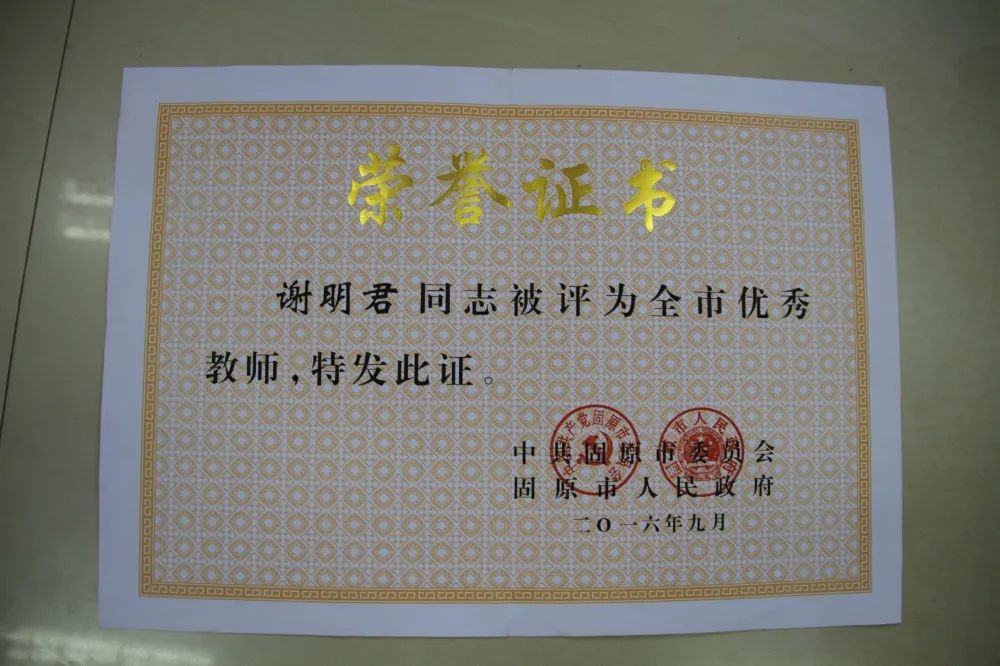 荣誉证书
谢明君同志被评为全市优秀
教师，特发此证。
中共固原市委员会
固原市人民政府
二〇一六年九月